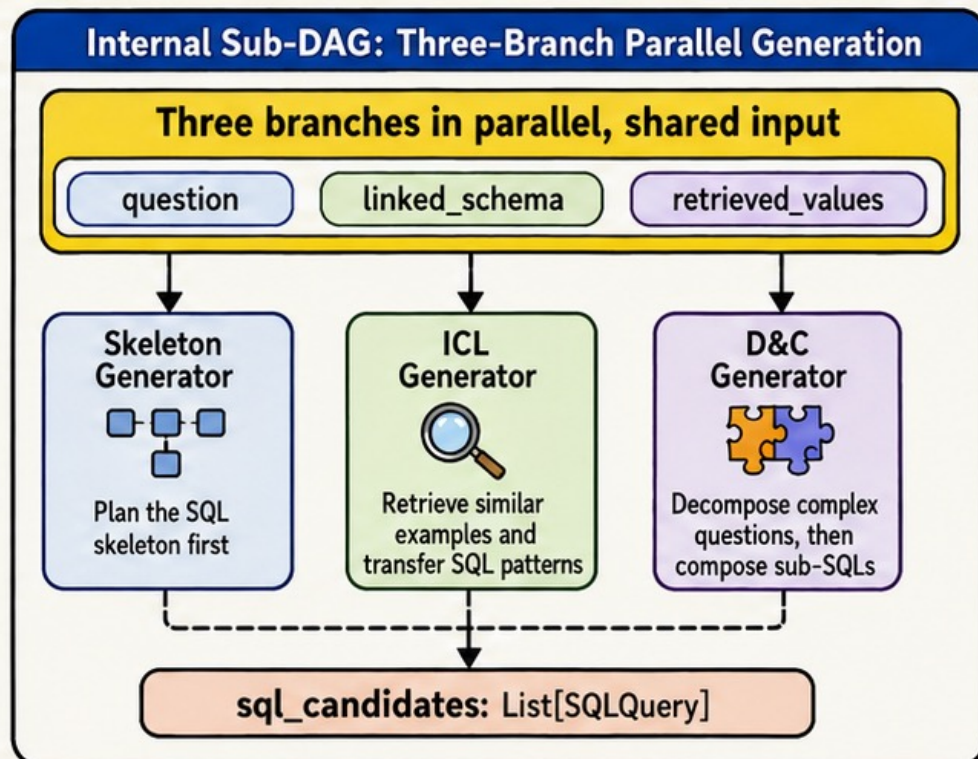 Internal Sub-DAG: Three-Branch Parallel Generation
Three branches in parallel, shared input
question
linked_schema
retrieved_values
Skeleton
Generator
Plan the SQL
skeleton first
ICL
Generator
Retrieve similar
examples and
transfer SQL patterns
D&C
Generator
Decompose complex
questions, then
compose sub-SQLs
sql_candidates: List[SQLQuery]